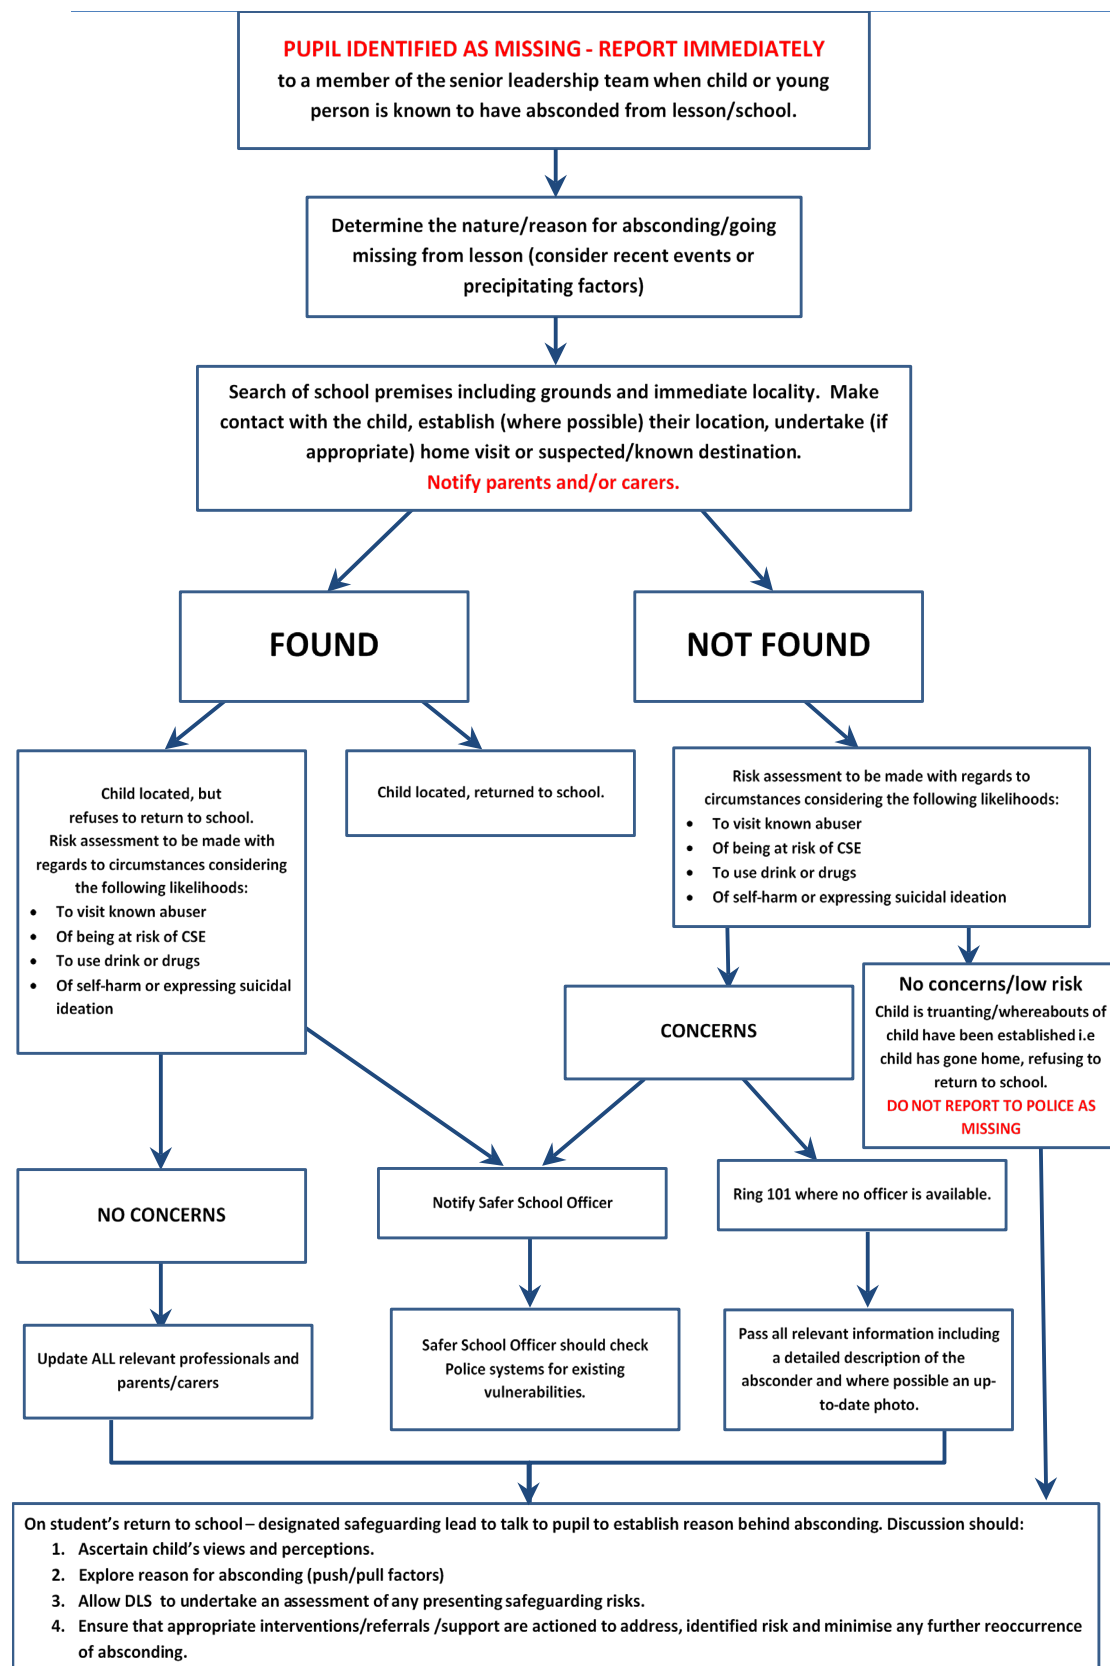 PUPIL IDENTIFIED AS MISSING - REPORT IMMEDIATELY
to a member of the senior leadership team when child or young
person is known to have absconded from lesson/school.
Determine the nature/reason for absconding/going
missing from lesson (consider recent events or
precipitating factors)
Search of school premises including grounds and immediate locality. Make
contact with the child, establish (where possible) their location, undertake (if
appropriate) home visit or suspected/known destination.
Notify parents and/or carers.
FOUND
NOT FOUND
Child located, but
refuses to return to school.
Risk assessment to be made with
regards to circumstances considering
the following likelihoods:
• To visit known abuser
• Of being at risk of CSE
• To use drink or drugs
• Of self-harm or expressing suicidal
ideation
Child located, returned to school.
Risk assessment to be made with regards to
circumstances considering the following likelihoods:
• To visit known abuser
• Of being at risk of CSE
• To use drink or drugs
• Of self-harm or expressing suicidal ideation
CONCERNS
No concerns/low risk
Child is truanting/whereabouts of
child have been established i.e
child has gone home, refusing to
return to school.
DO NOT REPORT TO POLICE AS
MISSING
NO CONCERNS
Notify Safer School Officer
Ring 101 where no officer is available.
Update ALL relevant professionals and
parents/carers
Safer School Officer should check
Police systems for existing
vulnerabilities.
Pass all relevant information including
a detailed description of the
absconder and where possible an up-
to-date photo.
On student's return to school – designated safeguarding lead to talk to pupil to establish reason behind absconding. Discussion should:
1. Ascertain child's views and perceptions.
2. Explore reason for absconding (push/pull factors)
3. Allow DLS to undertake an assessment of any presenting safeguarding risks.
4. Ensure that appropriate interventions/referrals /support are actioned to address, identified risk and minimise any further reoccurrence
of absconding.